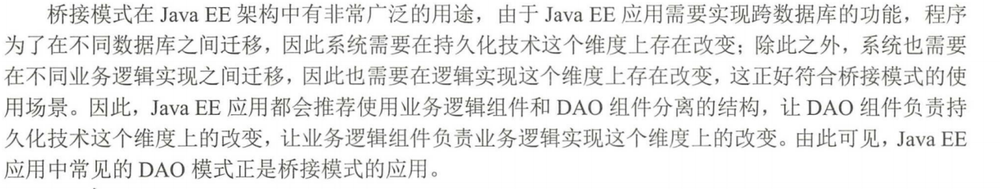 桥接模式在 Java EE 架构中有非常广泛的用途，由于 Java EE 应用需要实现跨数据库的功能，程序
为了在不同数据库之间迁移，因此系统需要在持久化技术这个维度上存在改变；除此之外，系统也需要
在不同业务逻辑实现之间迁移，因此也需要在逻辑实现这个维度上存在改变，这正好符合桥接模式的使
用场景。因此，Java EE 应用都会推荐使用业务逻辑组件和 DAO 组件分离的结构，让 DAO 组件负责持
久化技术这个维度上的改变，让业务逻辑组件负责业务逻辑实现这个维度上的改变。由此可见，Java EE
应用中常见的 DAO 模式正是桥接模式的应用。